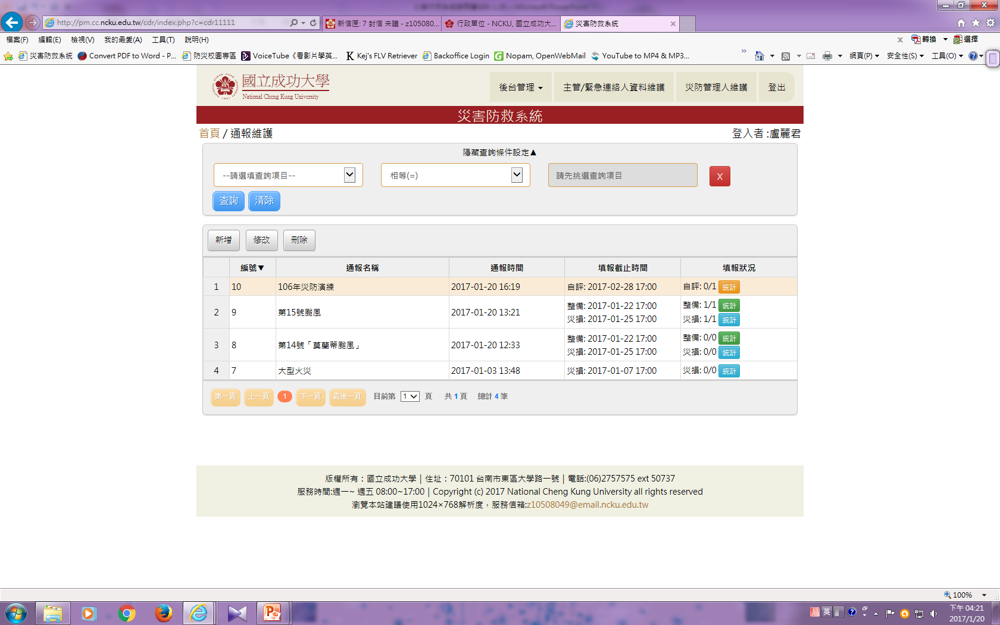 http://pm.cc.ncku.edu.tw/cdr/index.php?c=cdr11111
新信匣: 7 封信 未讀 - z105080...
行政單位 - NCKU, 國立成功大...
災害防救系統
檔案(F) 編輯(E) 檢視(V) 我的最愛(A) 工具(T) 說明(H)
x 轉換 選擇
災害防救系統 Convert PDF to Word - P... 防災校園專區 VoiceTube《看影片學英... Kej's FLV Retriever Backoffice Login Nopam, OpenWebMail YouTube to MP4 & MP3...
網頁(P) 安全性(S) 工具(O)
國立成功大學
National Cheng Kung University
後台管理 主管/緊急連絡人資料維護 災防管理人維護 登出
災害防救系統
首頁 / 通報維護 登入者 :盧麗君
隱藏查詢條件設定▲
--請選填查詢項目-- 相等(=) 請先挑選查詢項目 X
查詢 清除
新增 修改 刪除
編號▼ 通報名稱 通報時間 填報截止時間 填報狀況
1 10 106年災防演練 2017-01-20 16:19 自評: 2017-02-28 17:00 自評: 0/1 統計
2 9 第15號颱風 2017-01-20 13:21 整備: 2017-01-22 17:00 整備: 1/1 統計
災損: 2017-01-25 17:00 災損: 1/1 統計
3 8 第14號「莫蘭蒂颱風」 2017-01-20 12:33 整備: 2017-01-22 17:00 整備: 0/0 統計
災損: 2017-01-25 17:00 災損: 0/0 統計
4 7 大型火災 2017-01-03 13:48 災損: 2017-01-07 17:00 災損: 0/0 統計
第一頁 上一頁 1 下一頁 最後一頁 目前第 1 頁 共 1 頁 總計 4 筆
版權所有：國立成功大學 | 住址：70101 台南市東區大學路一號 | 電話:(06)2757575 ext 50737
服務時間:週一~ 週五 08:00~17:00 | Copyright (c) 2017 National Cheng Kung University all rights reserved
瀏覽本站建議使用1024×768解析度，服務信箱:z10508049@email.ncku.edu.tw
100%
易 英
下午 04:21
2017/1/20